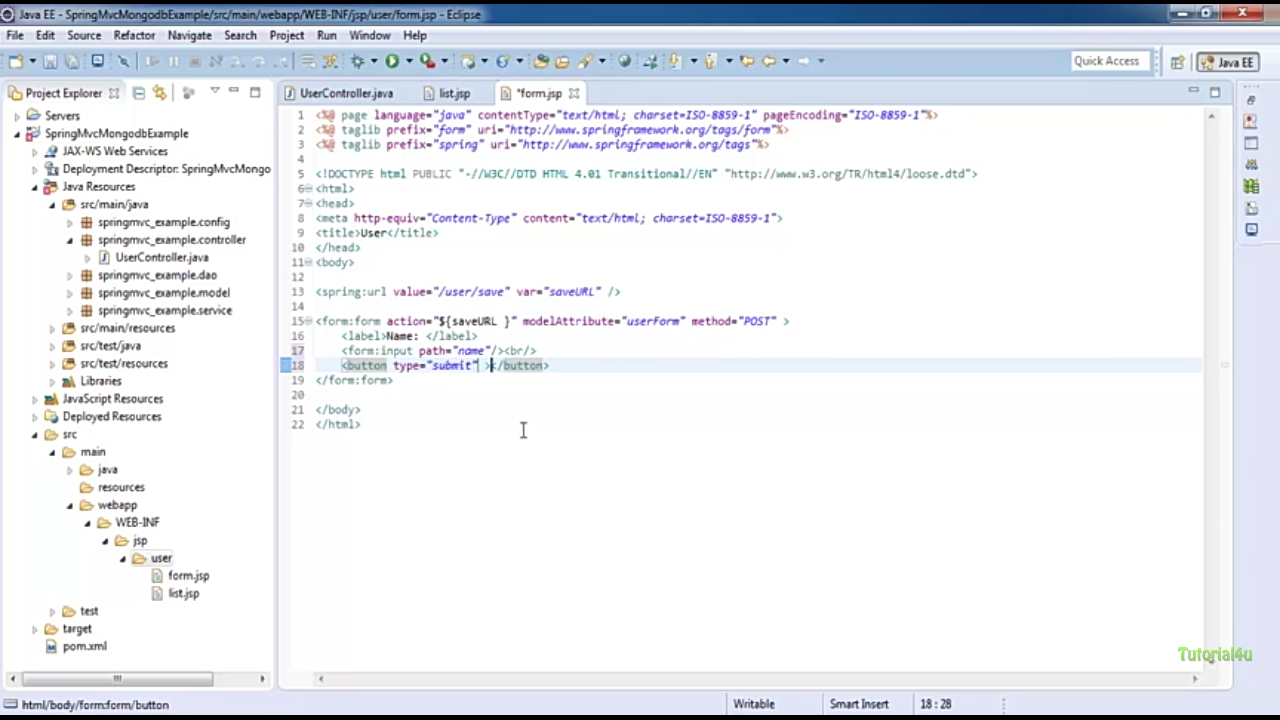 Java EE - SpringMvcMongodbExample/src/main/webapp/WEB-INF/jsp/user/form.jsp - Eclipse
File Edit Source Refactor Navigate Search Project Run Window Help
Quick Access
Java EE
Project Explorer
UserController.java
list.jsp
*form.jsp
Servers
SpringMvcMongodbExample
JAX-WS Web Services
Deployment Descriptor: SpringMvcMongo
Java Resources
src/main/java
springmvc_example.config
springmvc_example.controller
UserController.java
springmvc_example.dao
springmvc_example.model
springmvc_example.service
src/main/resources
src/test/java
src/test/resources
Libraries
JavaScript Resources
Deployed Resources
src
main
java
resources
webapp
WEB-INF
jsp
user
form.jsp
list.jsp
test
target
pom.xml
1 <%@ page language="java" contentType="text/html; charset=ISO-8859-1" pageEncoding="ISO-8859-1"%>
2 <%@ taglib prefix="form" uri="http://www.springframework.org/tags/form"%>
3 <%@ taglib prefix="spring" uri="http://www.springframework.org/tags"%>
4
5 <!DOCTYPE html PUBLIC "-//W3C//DTD HTML 4.01 Transitional//EN" "http://www.w3.org/TR/html4/loose.dtd">
6 <html>
7 <head>
8 <meta http-equiv="Content-Type" content="text/html; charset=ISO-8859-1">
9 <title>User</title>
10 </head>
11 <body>
12
13 <spring:url value="/user/save" var="saveURL" />
14
15 <form:form action="${saveURL }" modelAttribute="userForm" method="POST" >
16 <label>Name: </label>
17 <form:input path="name"/><br/>
18 <button type="submit" ></button>
19 </form:form>
20
21 </body>
22 </html>
Tutorial4u
html/body/form:form/button
Writable
Smart Insert
18 : 28